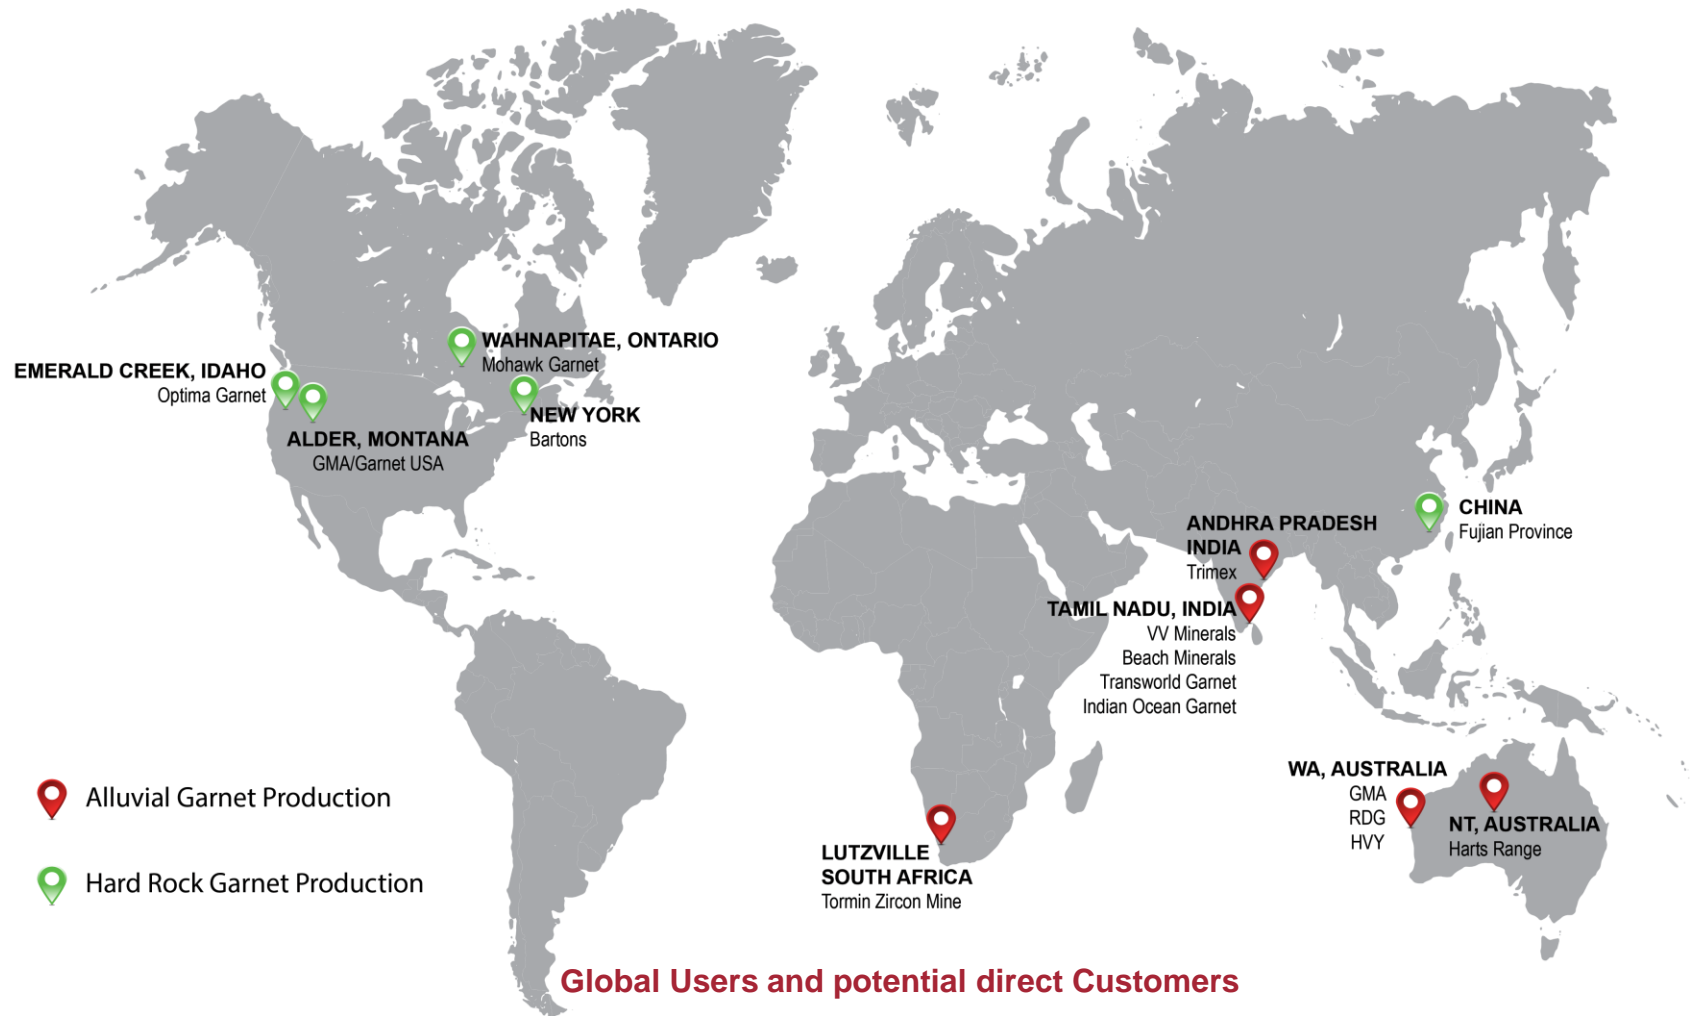 WAHNAPITAE, ONTARIO
Mohawk Garnet
EMERALD CREEK, IDAHO
Optima Garnet
NEW YORK
Bartons
ALDER, MONTANA
GMA/Garnet USA
CHINA
Fujian Province
ANDHRA PRADESH
INDIA
Trimex
TAMIL NADU, INDIA
VV Minerals
Beach Minerals
Transworld Garnet
Indian Ocean Garnet
WA, AUSTRALIA
GMA
RDG
HVY
NT, AUSTRALIA
Harts Range
LUTZVILLE
SOUTH AFRICA
Tormin Zircon Mine
Alluvial Garnet Production
Hard Rock Garnet Production
Global Users and potential direct Customers